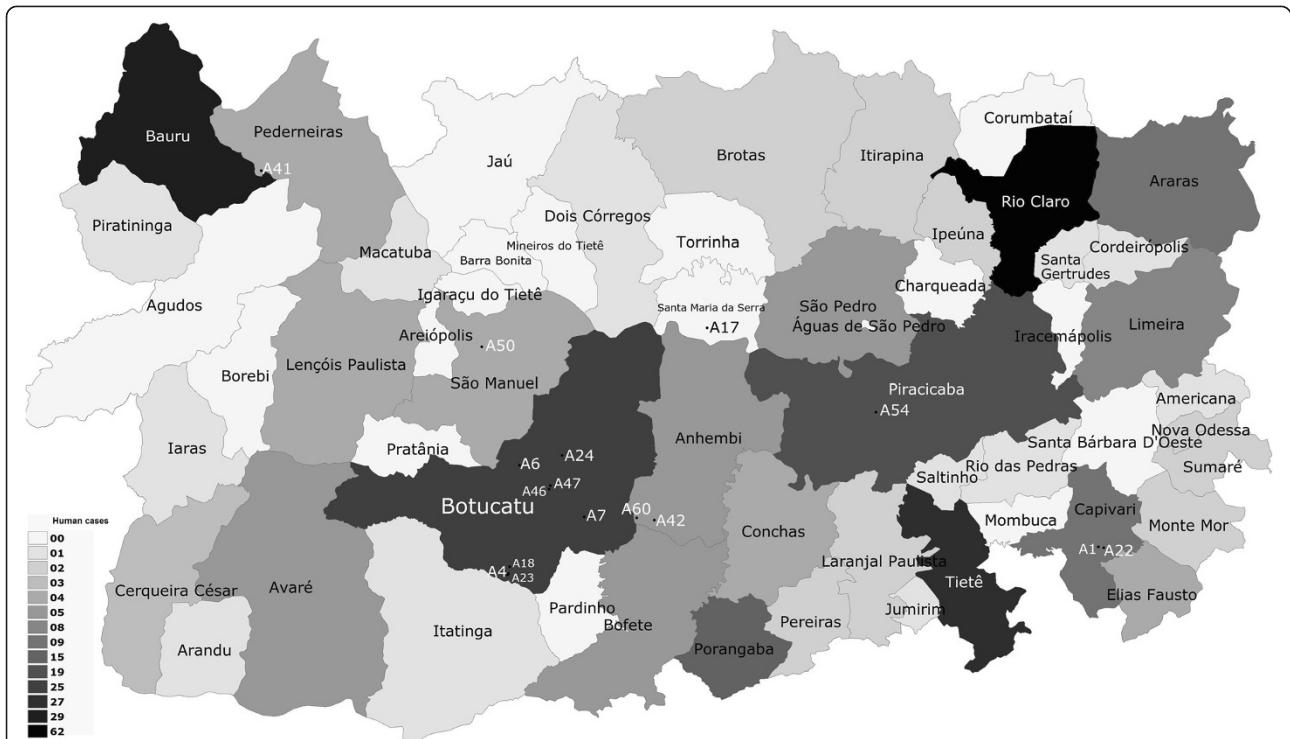 Corumbataí
Bauru
Pederneiras
A41
Jaú
Brotas
Itirapina
Araras
Rio Claro
Piratininga
Macatuba
Dois Córregos
Mineiros do Tietê
Barra Bonita
Torrinha
Ipeúna
Cordeirópolis
Santa
Gertrudes
Agudos
Igaraçu do Tietê
Santa Maria da Serra
A17
Charqueada
São Pedro
Águas de São Pedro
Limeira
Areiópolis
A50
Iracemápolis
Lençóis Paulista
Borebi
São Manuel
Piracicaba
A54
Americana
Anhembi
Nova Odessa
Santa Bárbara D'Oeste
Iaras
Pratânia
A6
A24
Rio das Pedras
Sumaré
Saltinho
A46
A47
Botucatu
A7
A60
A42
Conchas
Mombuca
Capivari
Monte Mor
A1
A22
Laranjal Paulista
A18
A4
A23
Tietê
Cerqueira César
Avaré
Elias Fausto
Pardinho
Bofete
Jumirim
Pereiras
Itatinga
Arandu
Porangaba
Human cases
00
01
02
03
04
05
08
09
15
19
25
27
29
62